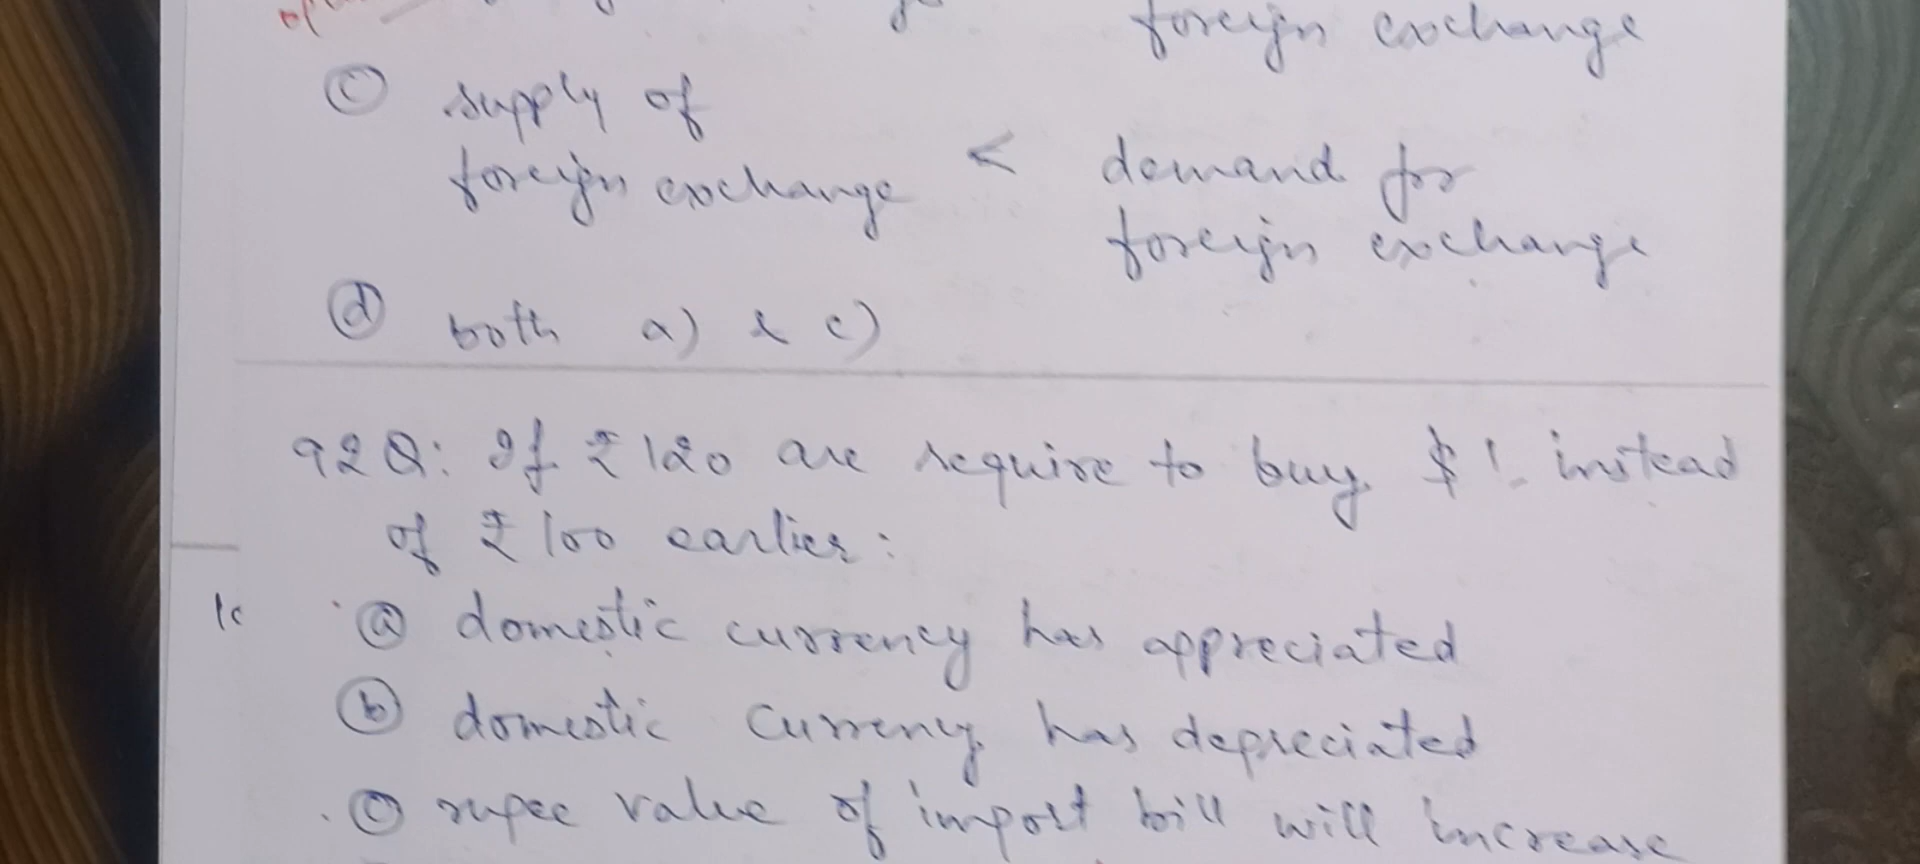 foreign exchange
c supply of
foreign exchange < demand for
foreign exchange
d both a) & c)
92Q: If ₹120 are require to buy $1 instead
of ₹100 earlier:
a domestic currency has appreciated
b domestic currency has depreciated
c rupee value of import bill will increase